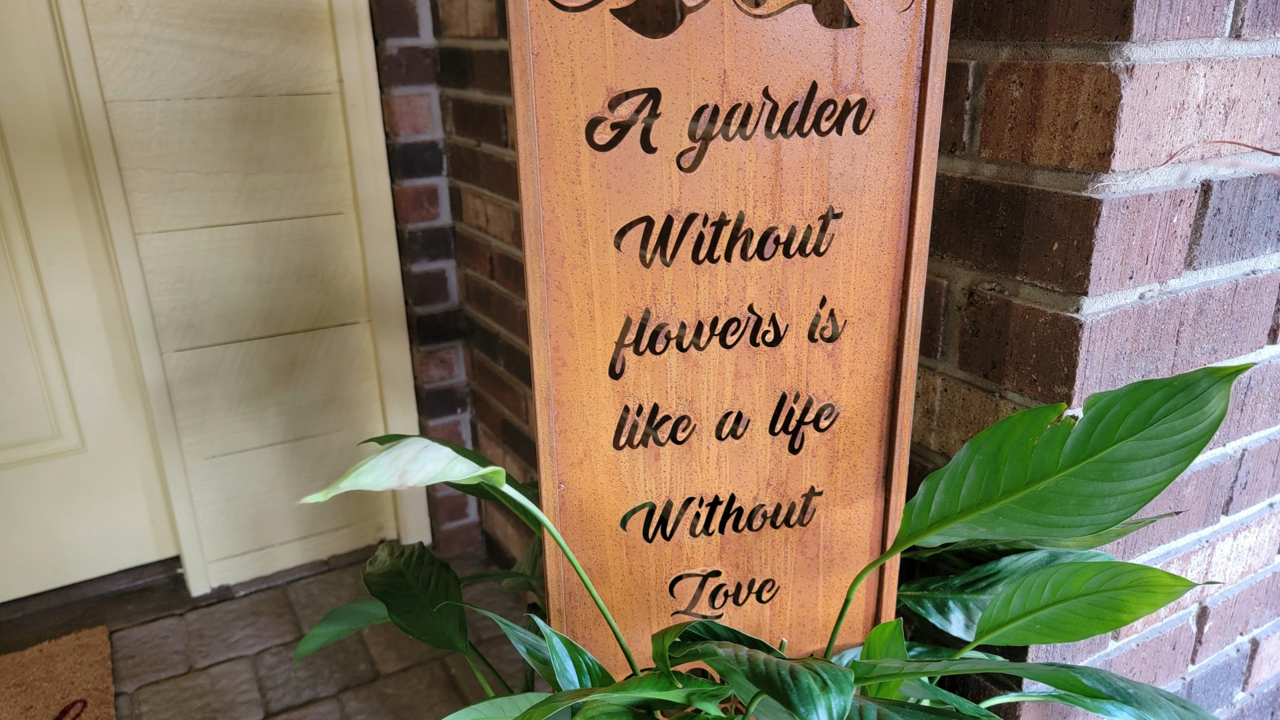 A garden
Without
flowers is
like a life
Without
Love